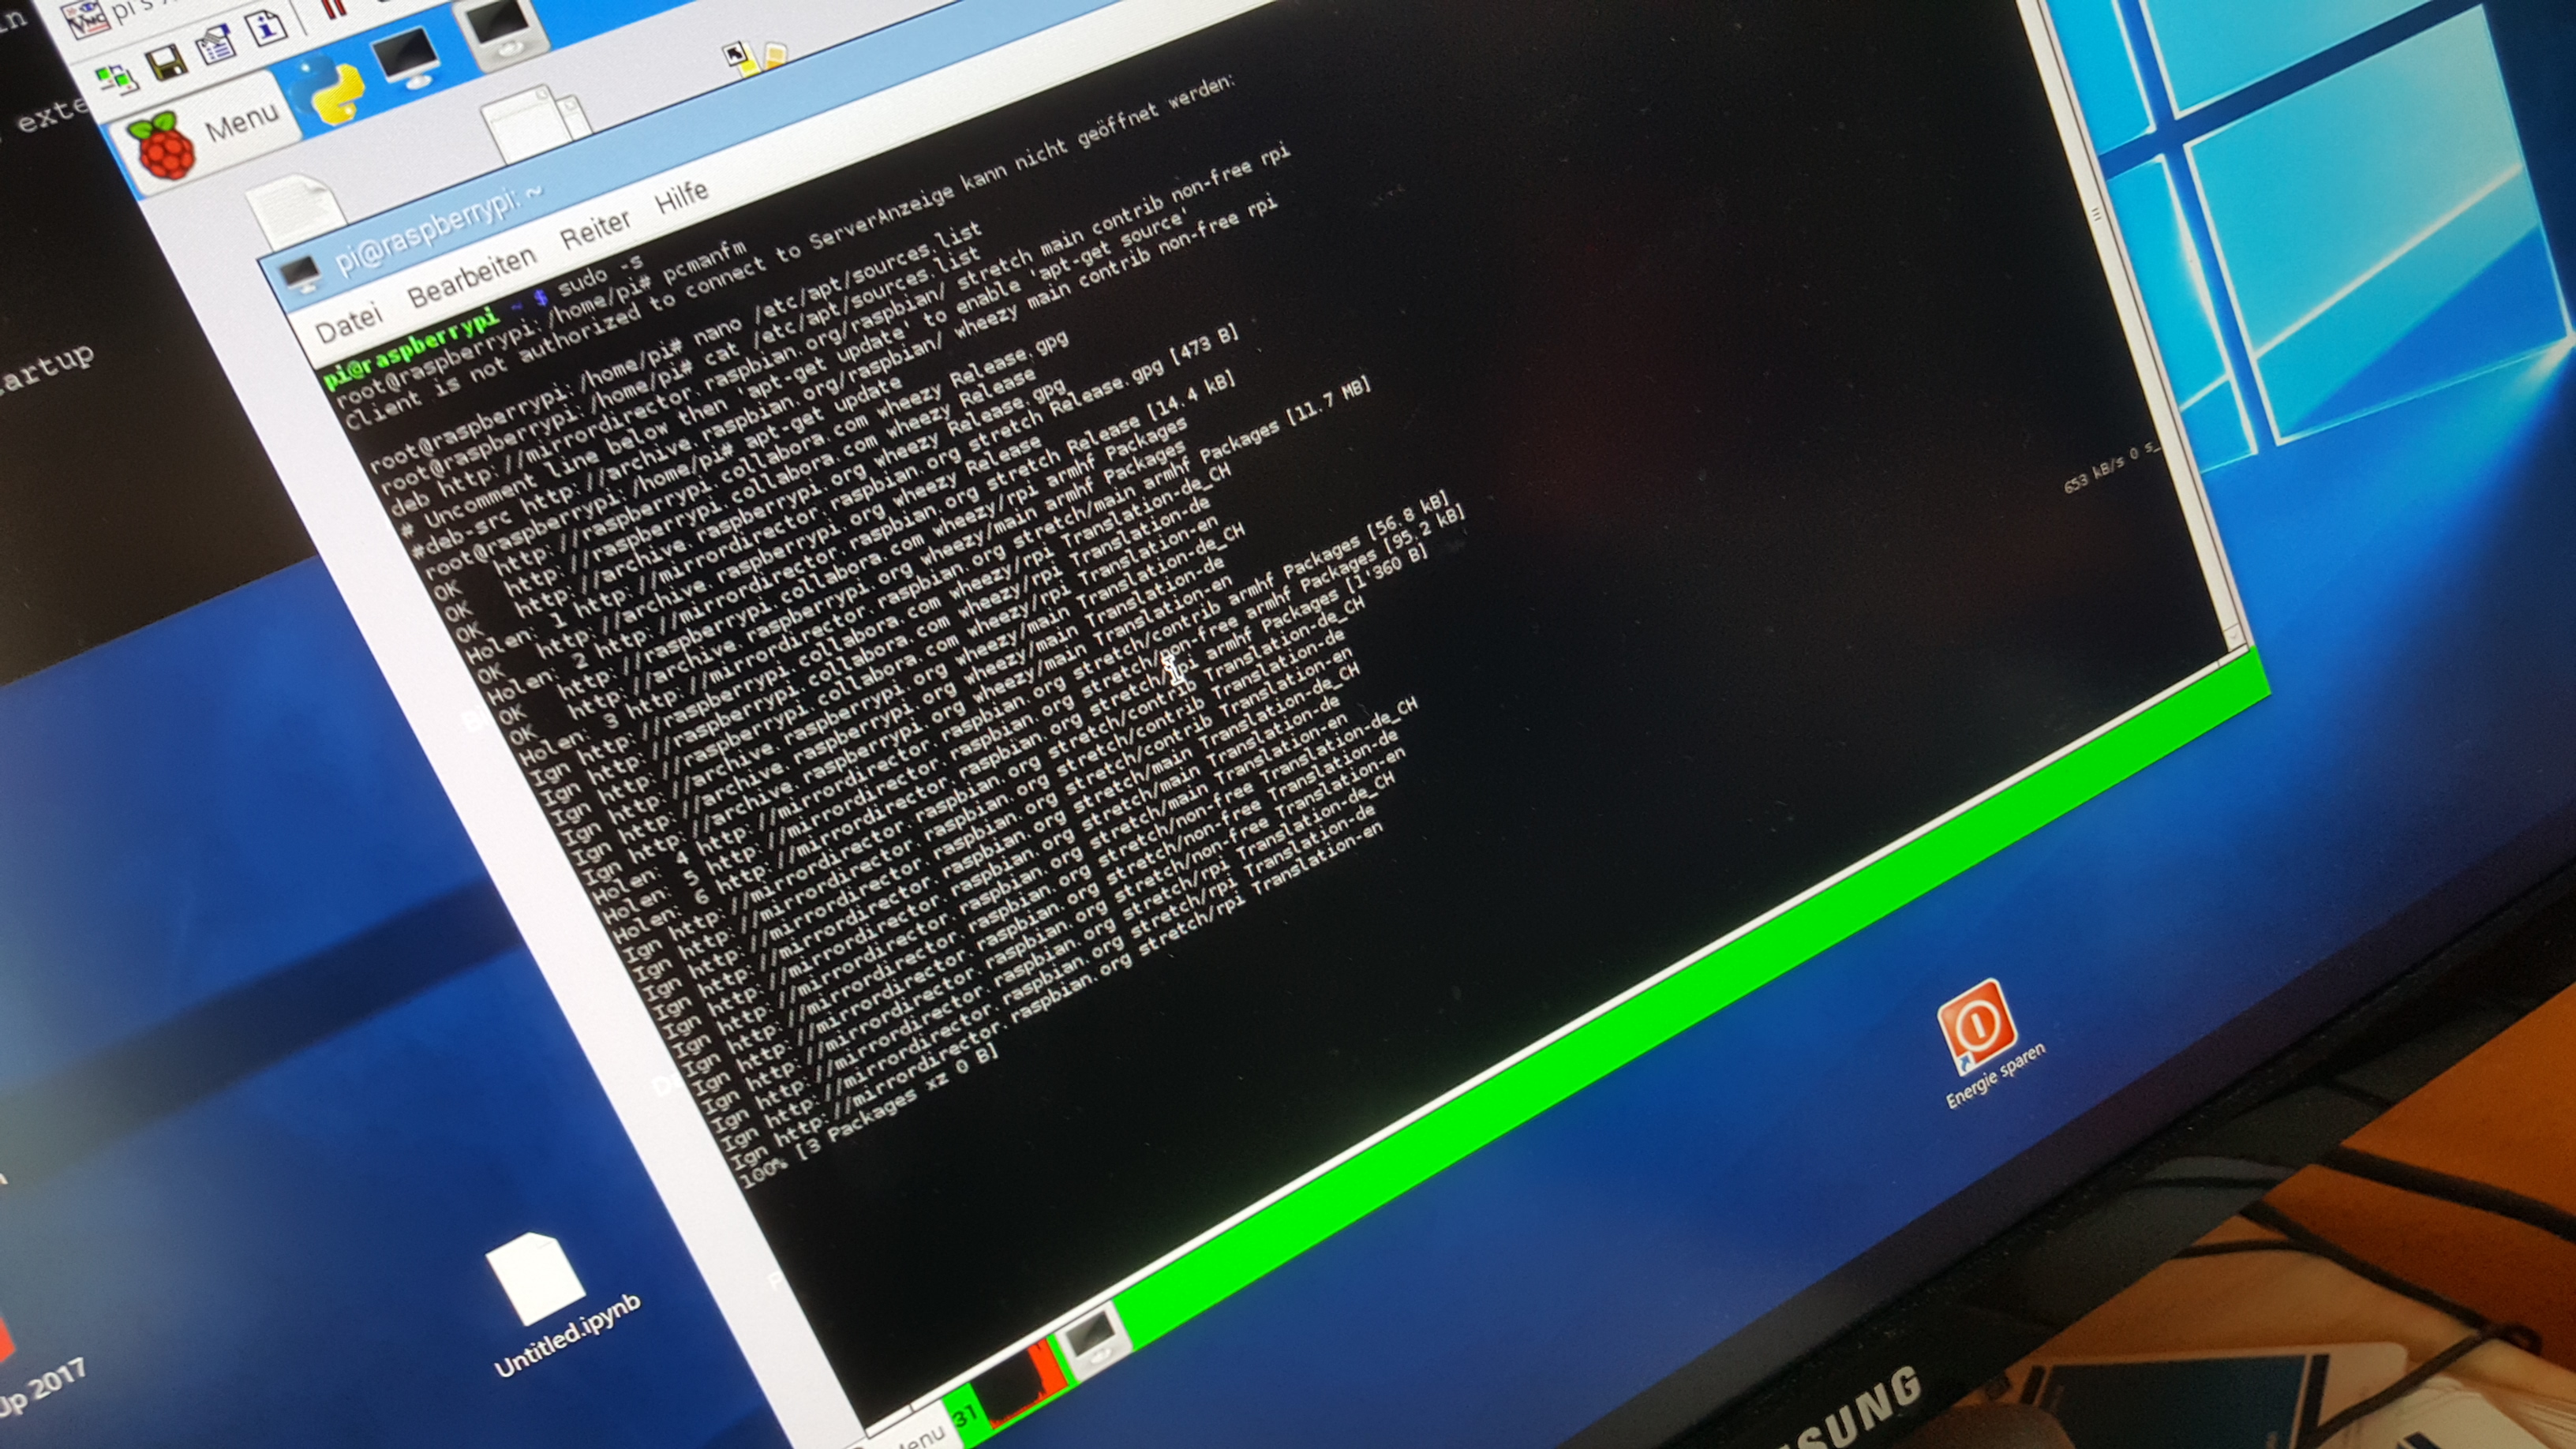 exte
artup
VNC pi's
Menu
pi@raspberrypi: ~
Datei Bearbeiten Reiter Hilfe
pi@raspberrypi ~ $ sudo -s
root@raspberrypi:/home/pi# pcmanfm
Client is not authorized to connect to ServerAnzeige kann nicht geöffnet werden:
root@raspberrypi:/home/pi# nano /etc/apt/sources.list
root@raspberrypi:/home/pi# cat /etc/apt/sources.list
deb http://mirrordirector.raspbian.org/raspbian/ stretch main contrib non-free rpi
# Uncomment line below then 'apt-get update' to enable 'apt-get source'
#deb-src http://archive.raspbian.org/raspbian/ wheezy main contrib non-free rpi
root@raspberrypi:/home/pi# apt-get update
OK http://raspberrypi.collabora.com wheezy Release.gpg
OK http://raspberrypi.collabora.com wheezy Release
OK http://archive.raspberrypi.org wheezy Release.gpg
Holen: 1 http://mirrordirector.raspbian.org stretch Release.gpg [473 B]
OK http://archive.raspberrypi.org wheezy Release
Holen: 2 http://mirrordirector.raspbian.org stretch Release [14.4 kB]
OK http://raspberrypi.collabora.com wheezy/rpi armhf Packages
OK http://archive.raspberrypi.org wheezy/main armhf Packages
Holen: 3 http://mirrordirector.raspbian.org stretch/main armhf Packages [11.7 MB]
Ign http://raspberrypi.collabora.com wheezy/rpi Translation-de_CH
Ign http://raspberrypi.collabora.com wheezy/rpi Translation-de
Ign http://raspberrypi.collabora.com wheezy/rpi Translation-en
Ign http://archive.raspberrypi.org wheezy/main Translation-de_CH
Ign http://archive.raspberrypi.org wheezy/main Translation-de
Ign http://archive.raspberrypi.org wheezy/main Translation-en
Holen: 4 http://mirrordirector.raspbian.org stretch/contrib armhf Packages [56.8 kB]
Holen: 5 http://mirrordirector.raspbian.org stretch/non-free armhf Packages [95.2 kB]
Holen: 6 http://mirrordirector.raspbian.org stretch/rpi armhf Packages [1'360 B]
Ign http://mirrordirector.raspbian.org stretch/contrib Translation-de_CH
Ign http://mirrordirector.raspbian.org stretch/contrib Translation-de
Ign http://mirrordirector.raspbian.org stretch/contrib Translation-en
Ign http://mirrordirector.raspbian.org stretch/main Translation-de_CH
Ign http://mirrordirector.raspbian.org stretch/main Translation-de
Ign http://mirrordirector.raspbian.org stretch/main Translation-en
Ign http://mirrordirector.raspbian.org stretch/non-free Translation-de_CH
Ign http://mirrordirector.raspbian.org stretch/non-free Translation-de
Ign http://mirrordirector.raspbian.org stretch/non-free Translation-en
Ign http://mirrordirector.raspbian.org stretch/rpi Translation-de_CH
Ign http://mirrordirector.raspbian.org stretch/rpi Translation-de
Ign http://mirrordirector.raspbian.org stretch/rpi Translation-en
100% [3 Packages xz 0 B] 653 kB/s 0 s
Energie sparen
Untitled.ipynb
Up 2017
31
Menu
SUNG